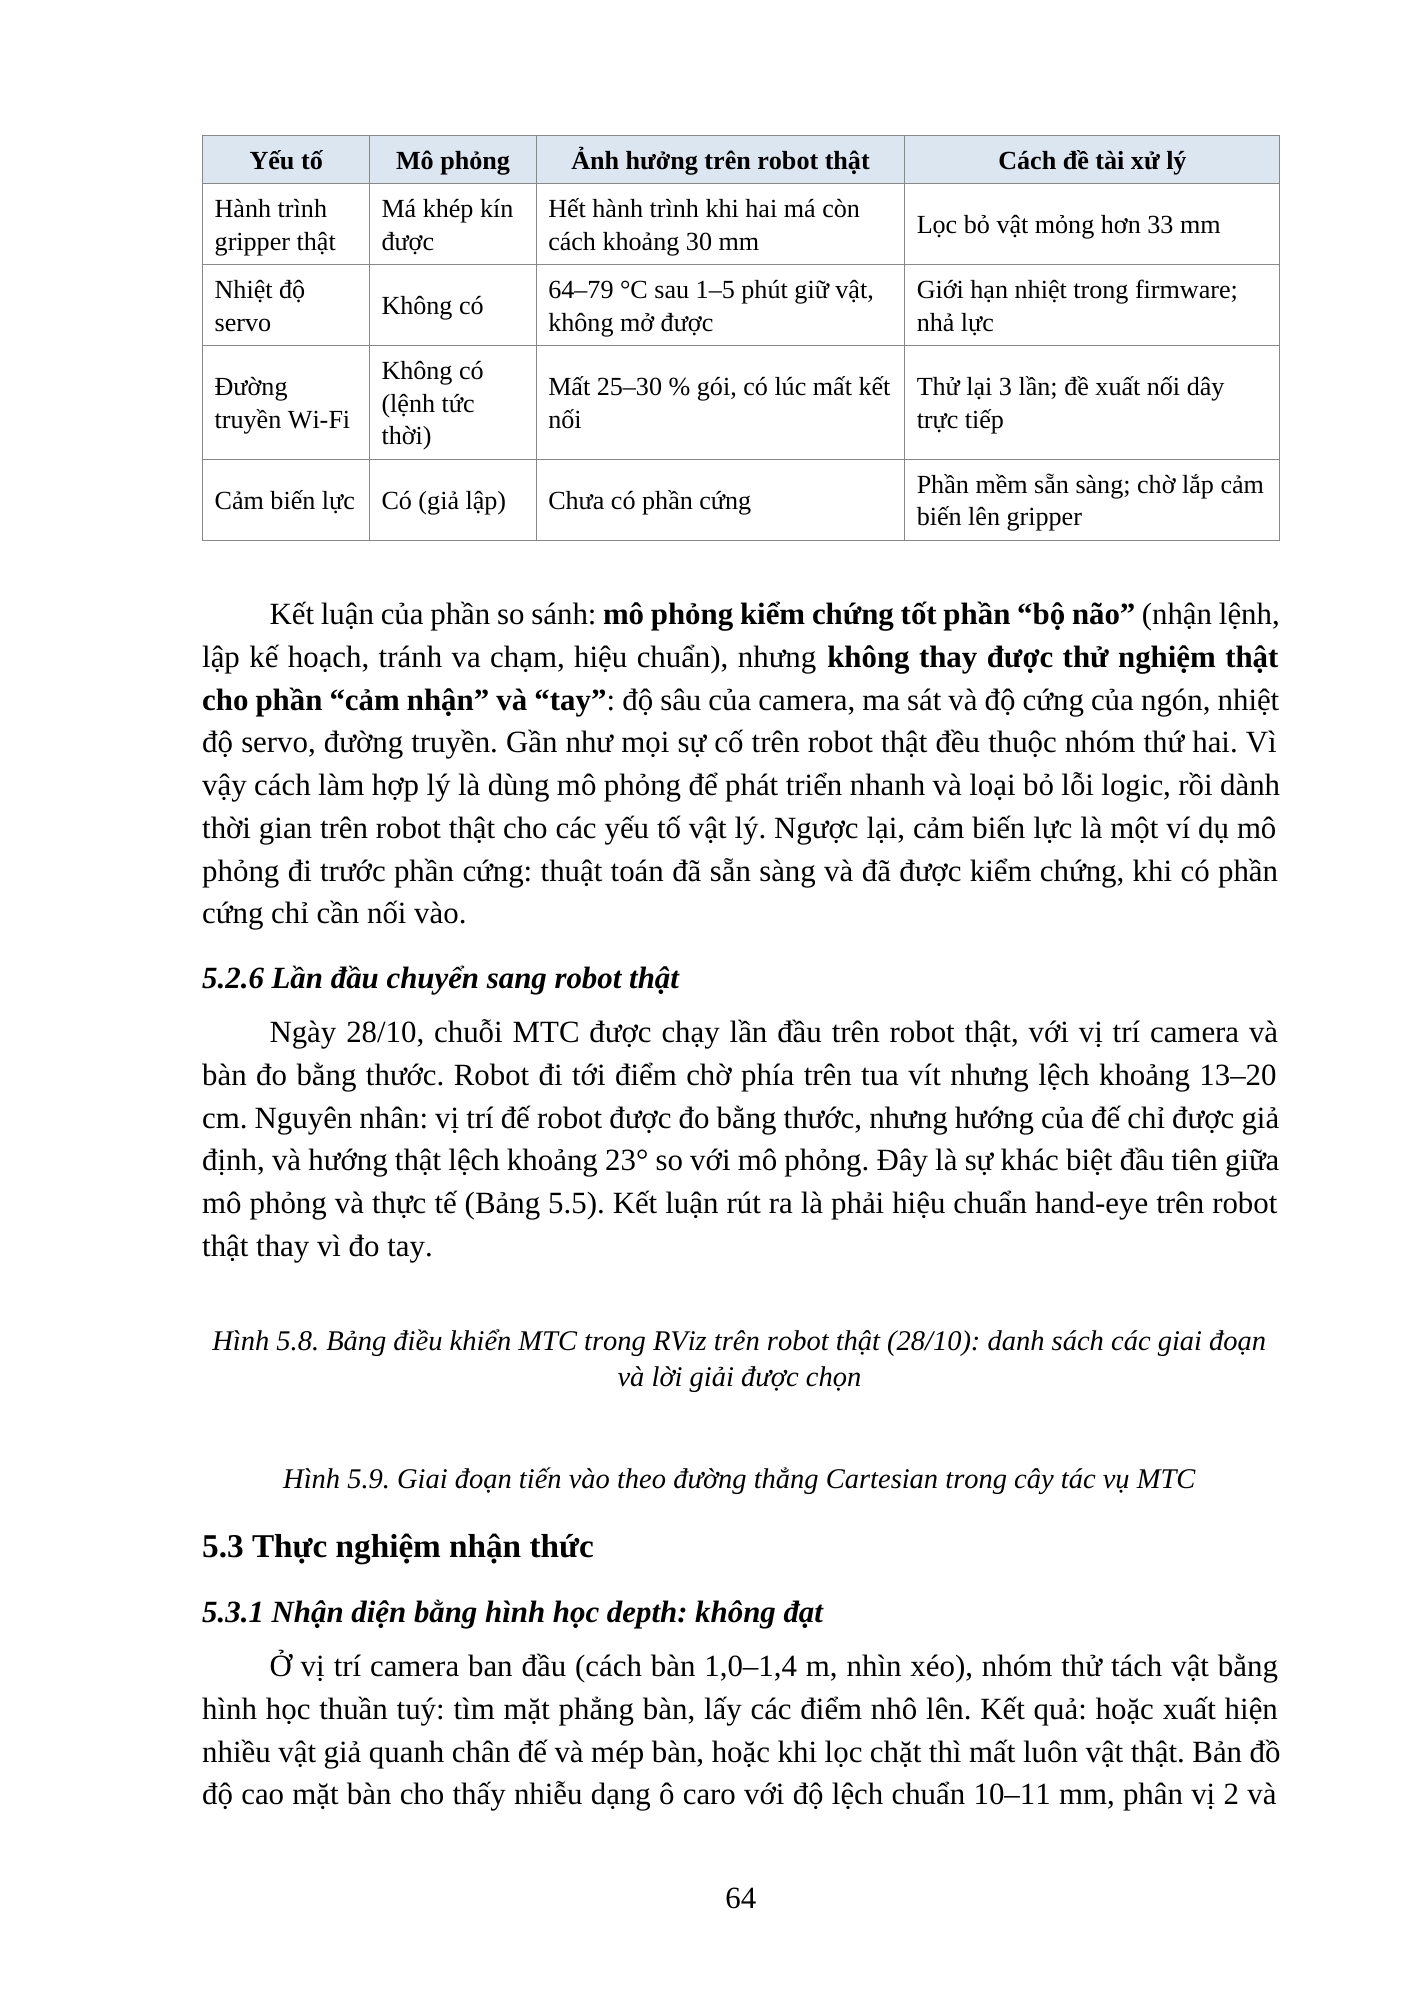 Yếu tố | Mô phỏng | Ảnh hưởng trên robot thật | Cách đề tài xử lý
Hành trình gripper thật | Má khép kín được | Hết hành trình khi hai má còn cách khoảng 30 mm | Lọc bỏ vật mỏng hơn 33 mm
Nhiệt độ servo | Không có | 64–79 °C sau 1–5 phút giữ vật, không mở được | Giới hạn nhiệt trong firmware; nhả lực
Đường truyền Wi-Fi | Không có (lệnh tức thời) | Mất 25–30 % gói, có lúc mất kết nối | Thử lại 3 lần; đề xuất nối dây trực tiếp
Cảm biến lực | Có (giả lập) | Chưa có phần cứng | Phần mềm sẵn sàng; chờ lắp cảm biến lên gripper
Kết luận của phần so sánh: mô phỏng kiểm chứng tốt phần “bộ não” (nhận lệnh,
lập kế hoạch, tránh va chạm, hiệu chuẩn), nhưng không thay được thử nghiệm thật
cho phần “cảm nhận” và “tay”: độ sâu của camera, ma sát và độ cứng của ngón, nhiệt
độ servo, đường truyền. Gần như mọi sự cố trên robot thật đều thuộc nhóm thứ hai. Vì
vậy cách làm hợp lý là dùng mô phỏng để phát triển nhanh và loại bỏ lỗi logic, rồi dành
thời gian trên robot thật cho các yếu tố vật lý. Ngược lại, cảm biến lực là một ví dụ mô
phỏng đi trước phần cứng: thuật toán đã sẵn sàng và đã được kiểm chứng, khi có phần
cứng chỉ cần nối vào.
5.2.6 Lần đầu chuyển sang robot thật
Ngày 28/10, chuỗi MTC được chạy lần đầu trên robot thật, với vị trí camera và
bàn đo bằng thước. Robot đi tới điểm chờ phía trên tua vít nhưng lệch khoảng 13–20
cm. Nguyên nhân: vị trí đế robot được đo bằng thước, nhưng hướng của đế chỉ được giả
định, và hướng thật lệch khoảng 23° so với mô phỏng. Đây là sự khác biệt đầu tiên giữa
mô phỏng và thực tế (Bảng 5.5). Kết luận rút ra là phải hiệu chuẩn hand-eye trên robot
thật thay vì đo tay.
Hình 5.8. Bảng điều khiển MTC trong RViz trên robot thật (28/10): danh sách các giai đoạn
và lời giải được chọn
Hình 5.9. Giai đoạn tiến vào theo đường thẳng Cartesian trong cây tác vụ MTC
5.3 Thực nghiệm nhận thức
5.3.1 Nhận diện bằng hình học depth: không đạt
Ở vị trí camera ban đầu (cách bàn 1,0–1,4 m, nhìn xéo), nhóm thử tách vật bằng
hình học thuần tuý: tìm mặt phẳng bàn, lấy các điểm nhô lên. Kết quả: hoặc xuất hiện
nhiều vật giả quanh chân đế và mép bàn, hoặc khi lọc chặt thì mất luôn vật thật. Bản đồ
độ cao mặt bàn cho thấy nhiễu dạng ô caro với độ lệch chuẩn 10–11 mm, phân vị 2 và
64